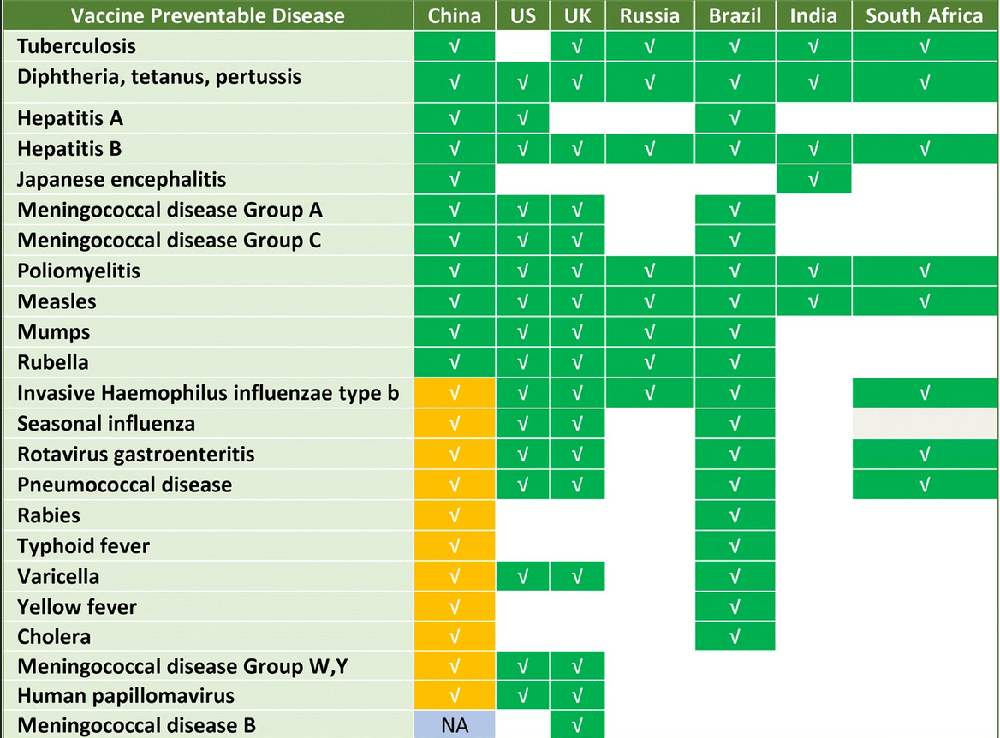 Vaccine Preventable Disease China US UK Russia Brazil India South Africa
Tuberculosis √ √ √ √ √ √
Diphtheria, tetanus, pertussis √ √ √ √ √ √ √
Hepatitis A √ √ √
Hepatitis B √ √ √ √ √ √ √
Japanese encephalitis √ √
Meningococcal disease Group A √ √ √ √
Meningococcal disease Group C √ √ √ √
Poliomyelitis √ √ √ √ √ √ √
Measles √ √ √ √ √ √ √
Mumps √ √ √ √ √
Rubella √ √ √ √ √
Invasive Haemophilus influenzae type b √ √ √ √ √ √
Seasonal influenza √ √ √ √
Rotavirus gastroenteritis √ √ √ √ √
Pneumococcal disease √ √ √ √ √
Rabies √ √
Typhoid fever √ √
Varicella √ √ √ √
Yellow fever √ √
Cholera √ √
Meningococcal disease Group W,Y √ √ √
Human papillomavirus √ √ √
Meningococcal disease B NA √